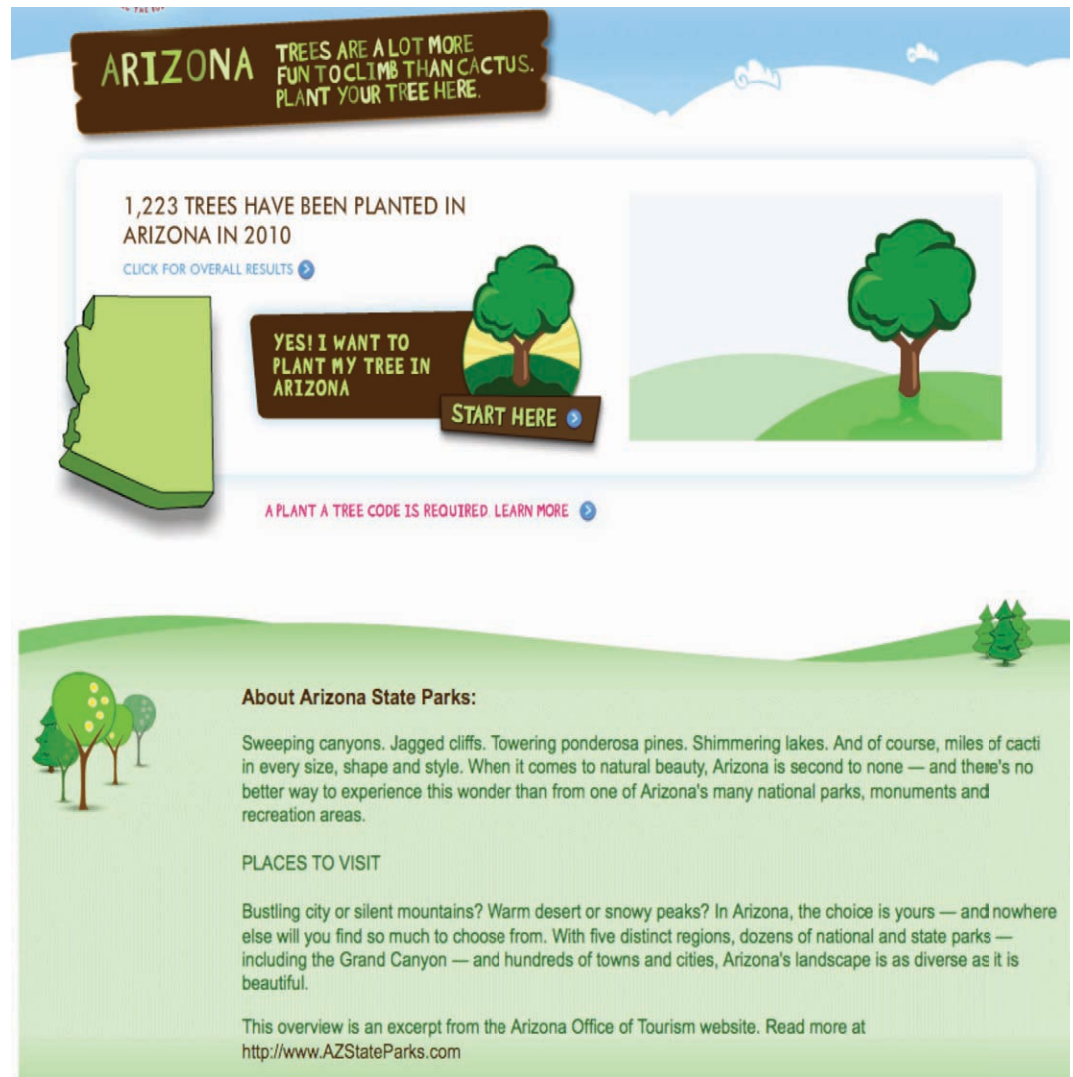 ARIZONA
TREES ARE A LOT MORE
FUN TO CLIMB THAN CACTUS.
PLANT YOUR TREE HERE.
1,223 TREES HAVE BEEN PLANTED IN
ARIZONA IN 2010
CLICK FOR OVERALL RESULTS
YES! I WANT TO
PLANT MY TREE IN
ARIZONA
START HERE
A PLANT A TREE CODE IS REQUIRED. LEARN MORE
About Arizona State Parks:
Sweeping canyons. Jagged cliffs. Towering ponderosa pines. Shimmering lakes. And of course, miles of cacti
in every size, shape and style. When it comes to natural beauty, Arizona is second to none — and there's no
better way to experience this wonder than from one of Arizona's many national parks, monuments and
recreation areas.
PLACES TO VISIT
Bustling city or silent mountains? Warm desert or snowy peaks? In Arizona, the choice is yours — and nowhere
else will you find so much to choose from. With five distinct regions, dozens of national and state parks —
including the Grand Canyon — and hundreds of towns and cities, Arizona's landscape is as diverse as it is
beautiful.
This overview is an excerpt from the Arizona Office of Tourism website. Read more at
http://www.AZStateParks.com